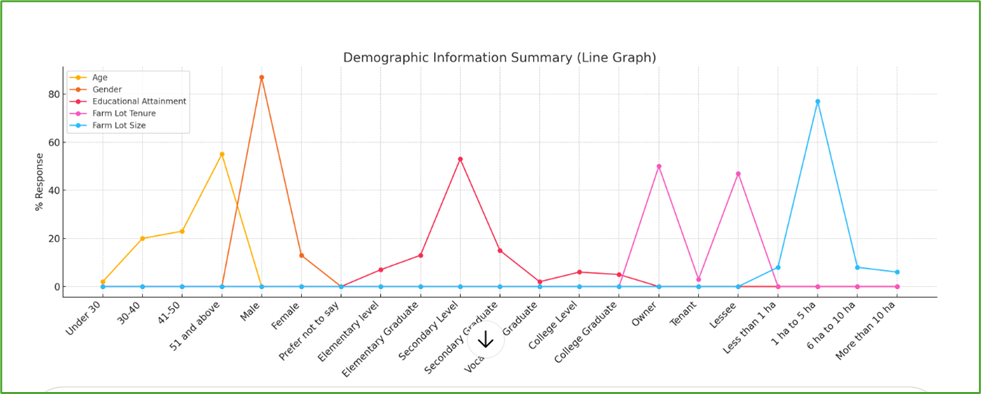 Demographic Information Summary (Line Graph)
Age
Gender
Educational Attainment
Farm Lot Tenure
Farm Lot Size
% Response
80
60
40
20
0
Under 30
30-40
41-50
51 and above
Male
Female
Prefer not to say
Elementary level
Elementary Graduate
Secondary Level
Secondary Graduate
Graduate
College Level
College Graduate
Owner
Tenant
Lessee
Less than 1 ha
1 ha to 5 ha
6 ha to 10 ha
More than 10 ha